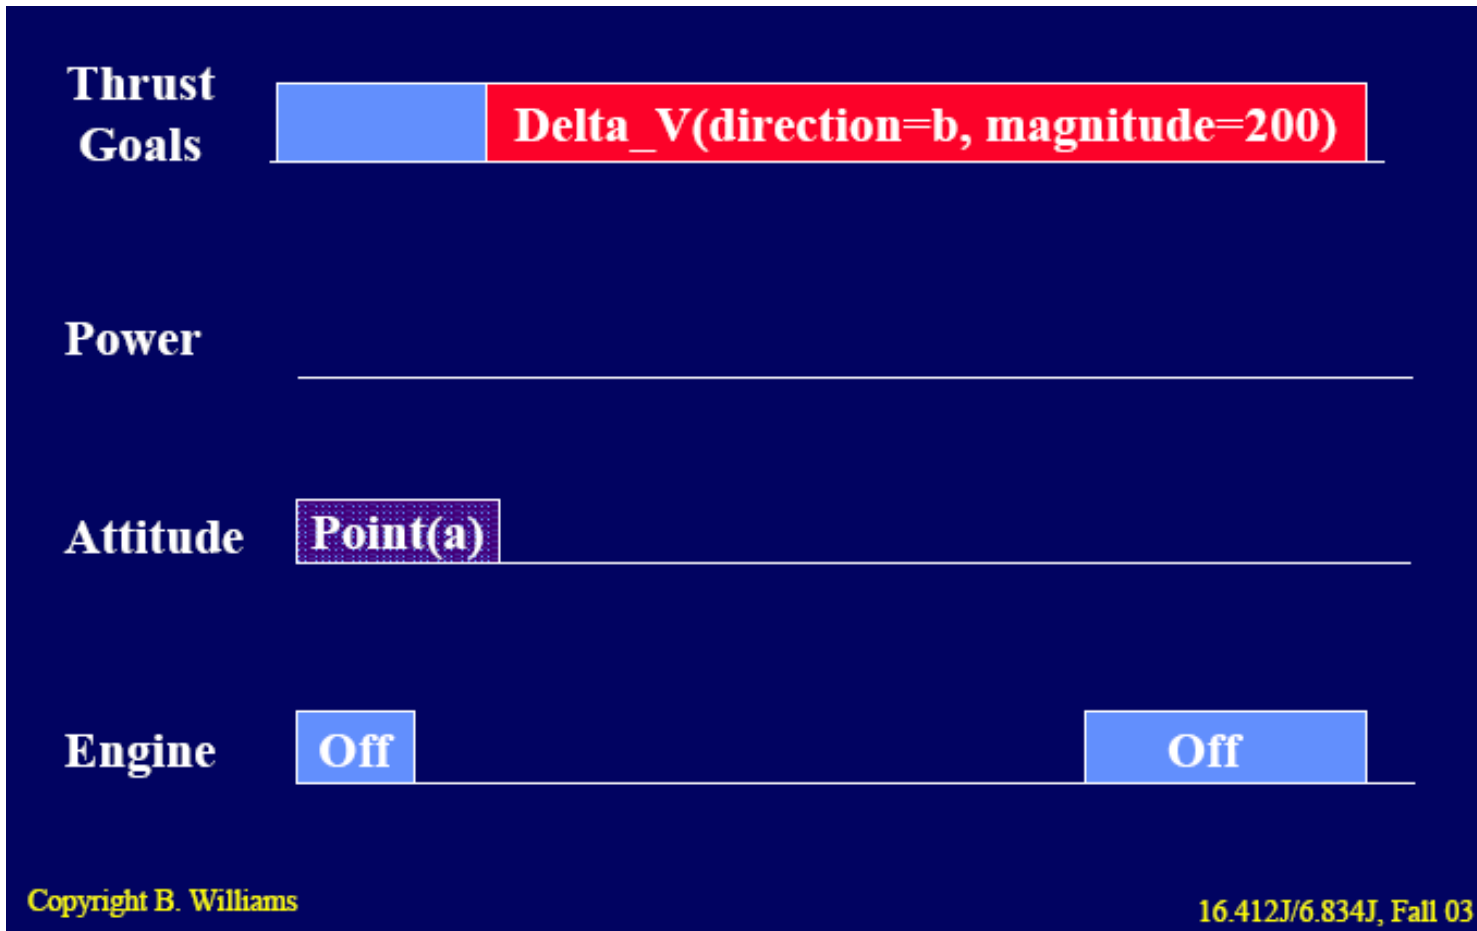 Thrust
Goals
Delta_V(direction=b, magnitude=200)
Power
Attitude
Point(a)
Engine
Off
Off
Copyright B. Williams
16.412J/6.834J, Fall 03